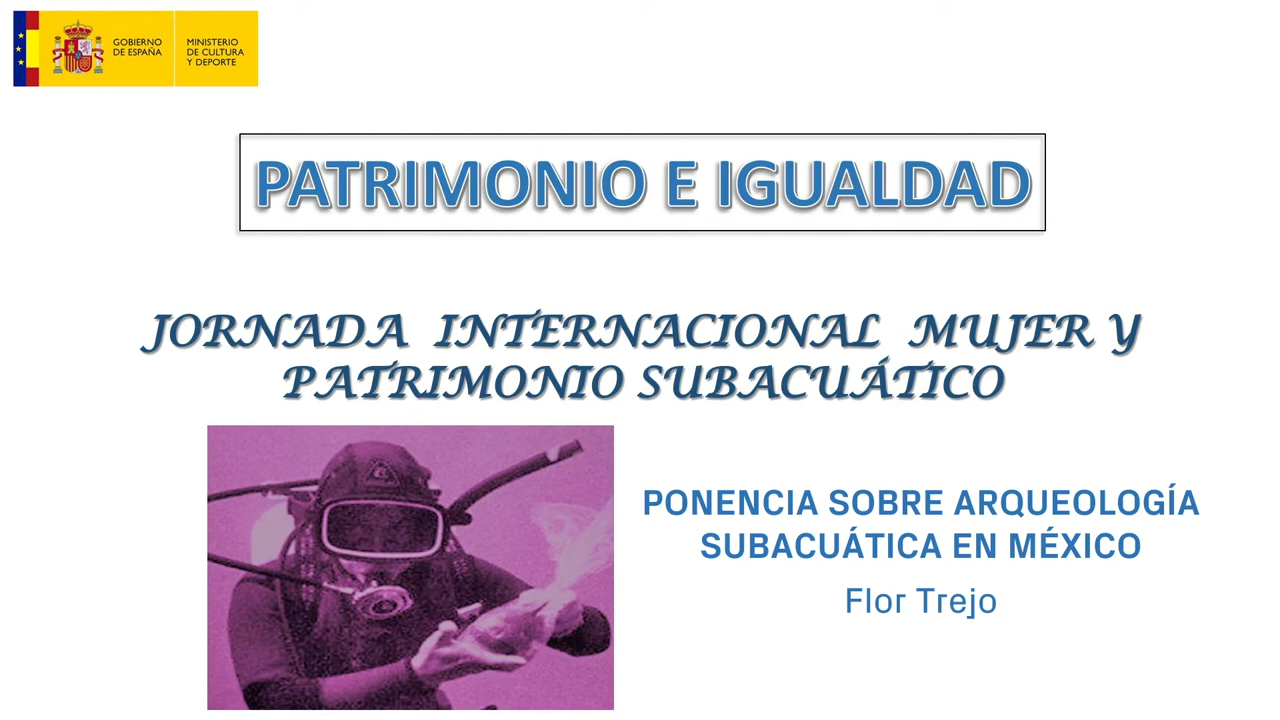 GOBIERNO
DE ESPAÑA
MINISTERIO
DE CULTURA
Y DEPORTE
PATRIMONIO E IGUALDAD
JORNADA INTERNACIONAL MUJER Y
PATRIMONIO SUBACUÁTICO
PONENCIA SOBRE ARQUEOLOGÍA
SUBACUÁTICA EN MÉXICO
Flor Trejo